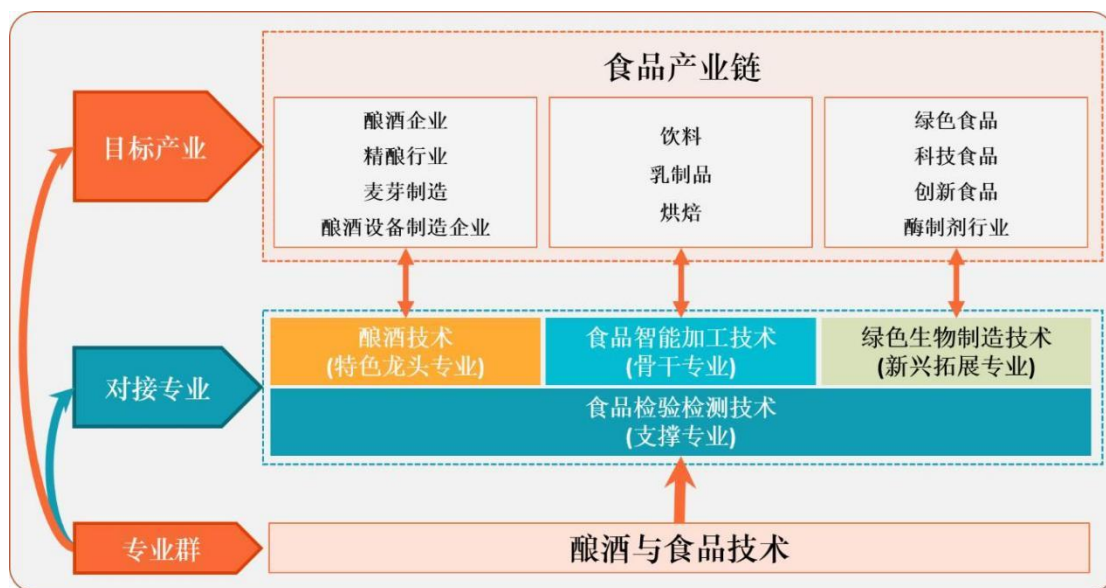 食品产业链
目标产业
酿酒企业
精酿行业
麦芽制造
酿酒设备制造企业
饮料
乳制品
烘焙
绿色食品
科技食品
创新食品
酶制剂行业
对接专业
酿酒技术
(特色龙头专业)
食品智能加工技术
(骨干专业)
绿色生物制造技术
(新兴拓展专业)
食品检验检测技术
(支撑专业)
专业群
酿酒与食品技术